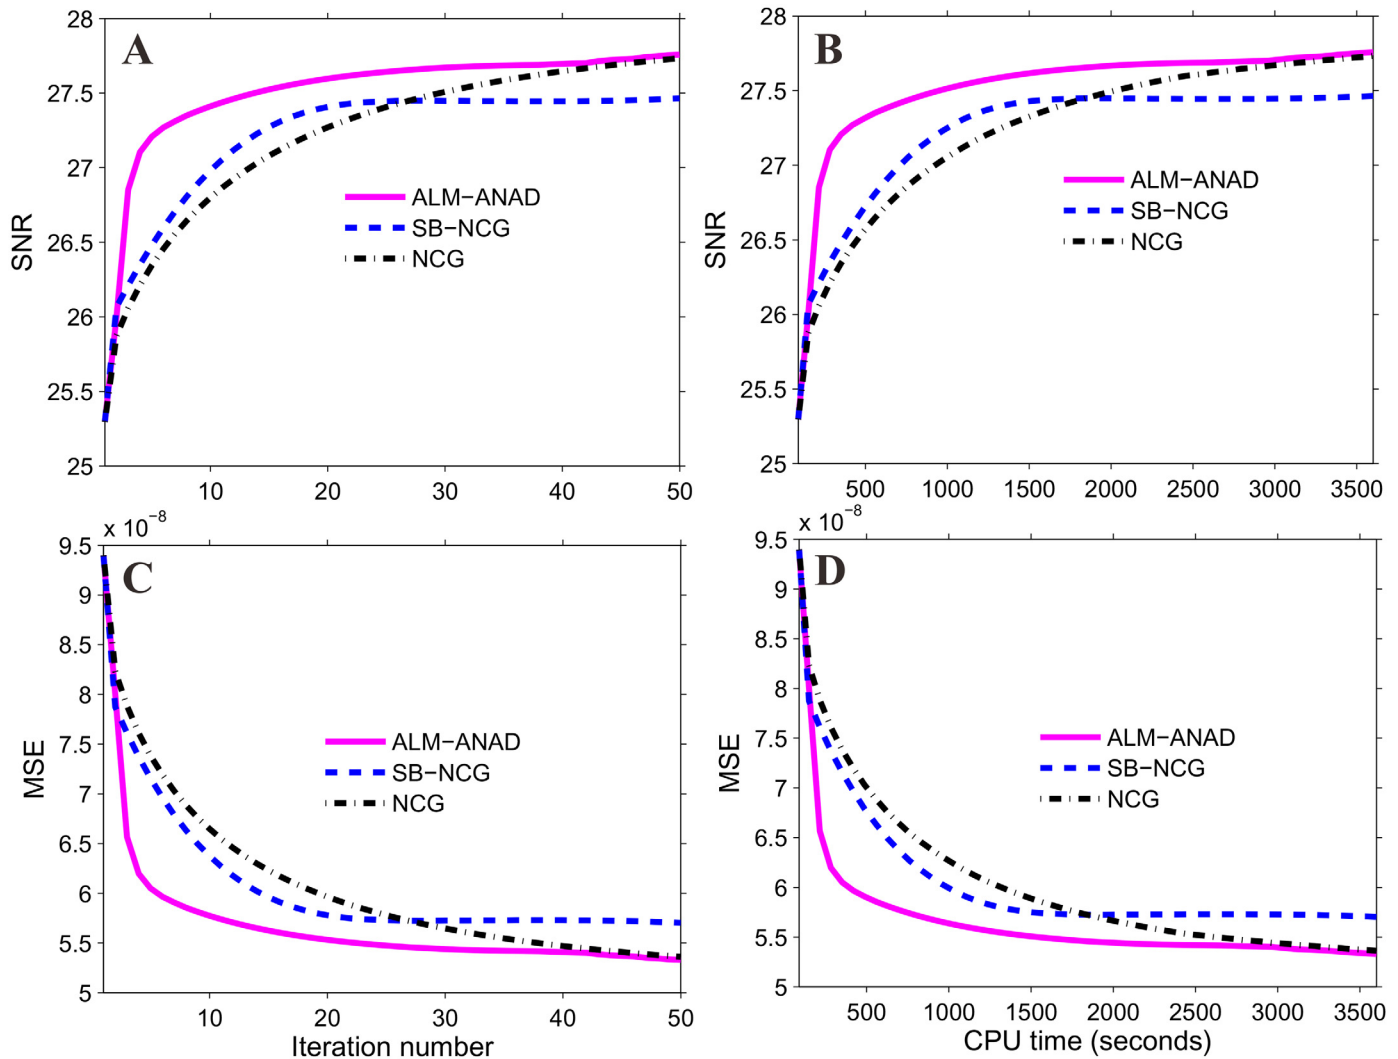 A
28
27.5
27
26.5
26
25.5
25
SNR
ALM−ANAD
SB−NCG
NCG
10 20 30 40 50
B
28
27.5
27
26.5
26
25.5
25
SNR
ALM−ANAD
SB−NCG
NCG
500 1000 1500 2000 2500 3000 3500
C
x 10⁻⁸
9.5
9
8.5
8
7.5
7
6.5
6
5.5
5
MSE
ALM−ANAD
SB−NCG
NCG
10 20 30 40 50
Iteration number
D
x 10⁻⁸
9.5
9
8.5
8
7.5
7
6.5
6
5.5
5
MSE
ALM−ANAD
SB−NCG
NCG
500 1000 1500 2000 2500 3000 3500
CPU time (seconds)